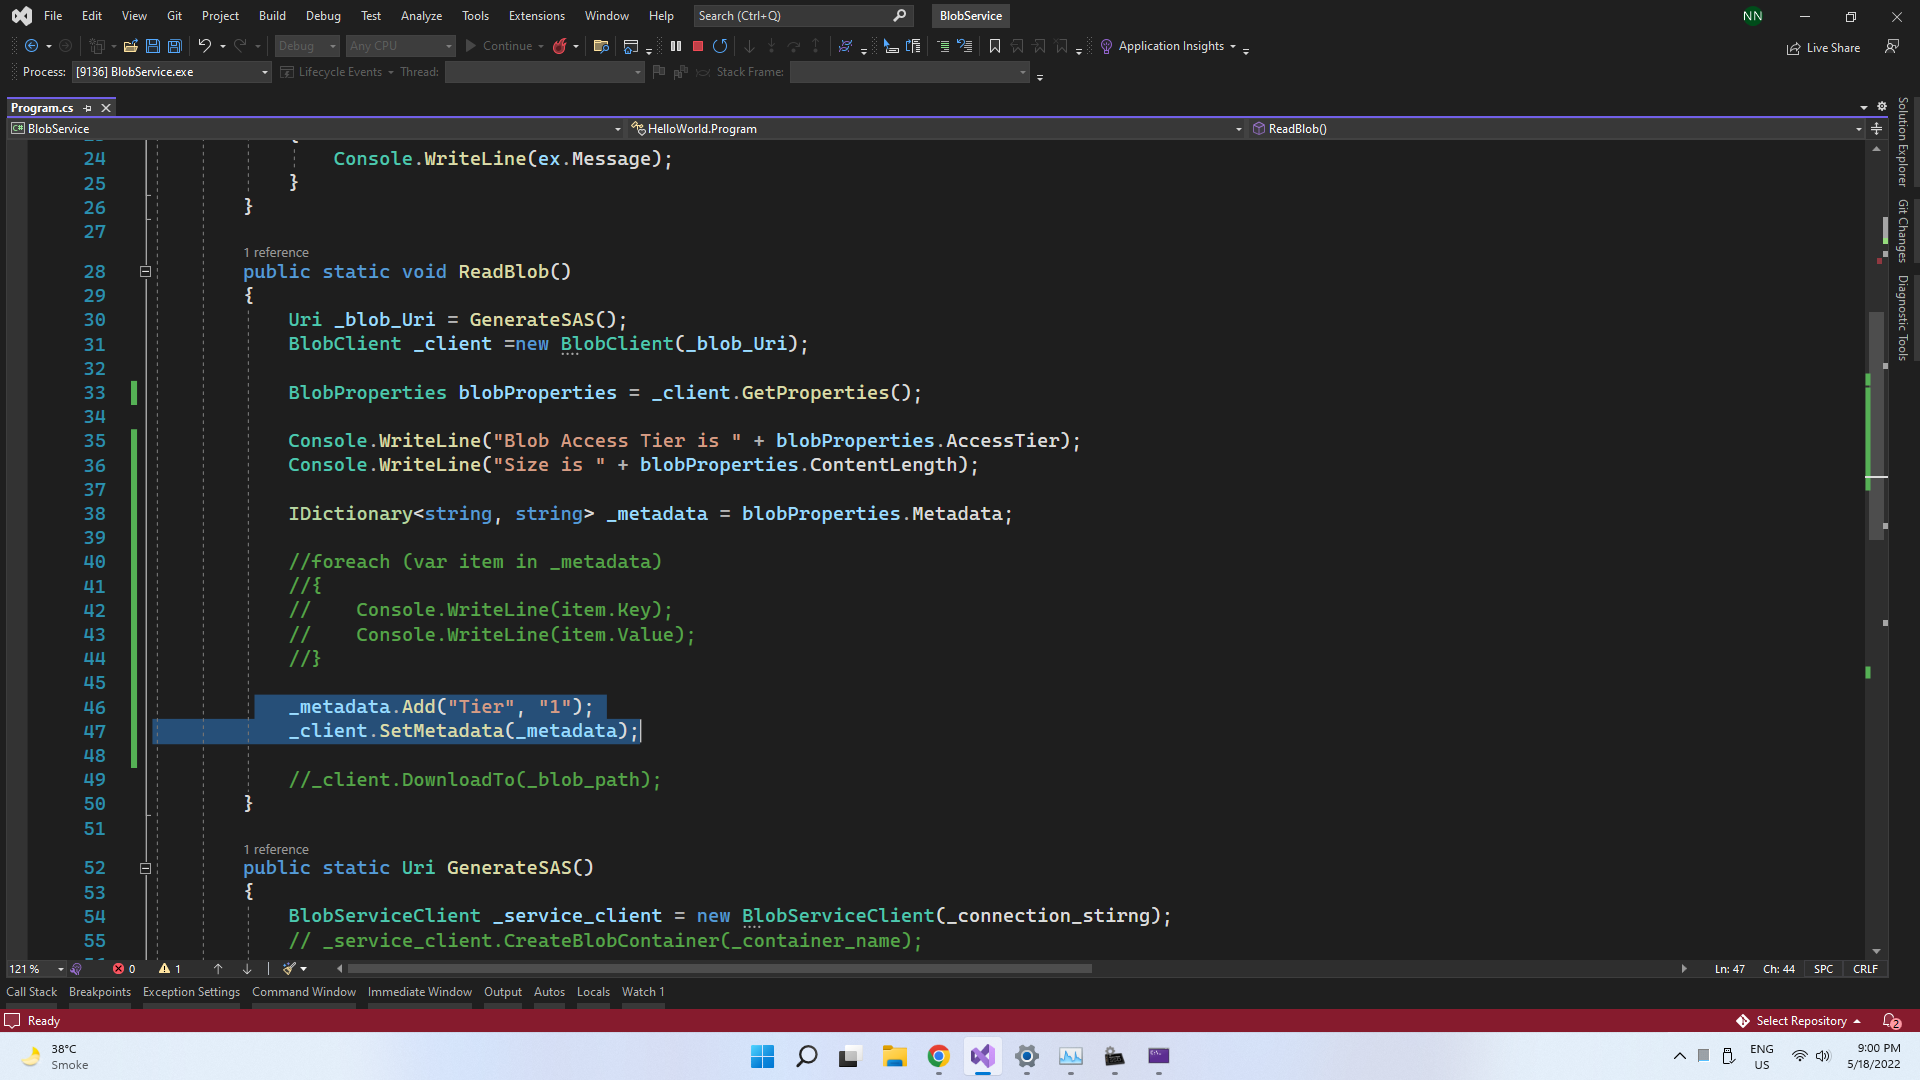 File Edit View Git Project Build Debug Test Analyze Tools Extensions Window Help Search (Ctrl+Q) BlobService NN
Debug Any CPU Continue Application Insights Live Share
Process: [9136] BlobService.exe Lifecycle Events Thread: Stack Frame:
Program.cs
BlobService HelloWorld.Program ReadBlob()
24 Console.WriteLine(ex.Message);
25 }
26 }
27
1 reference
28 public static void ReadBlob()
29 {
30 Uri _blob_Uri = GenerateSAS();
31 BlobClient _client =new BlobClient(_blob_Uri);
32
33 BlobProperties blobProperties = _client.GetProperties();
34
35 Console.WriteLine("Blob Access Tier is " + blobProperties.AccessTier);
36 Console.WriteLine("Size is " + blobProperties.ContentLength);
37
38 IDictionary<string, string> _metadata = blobProperties.Metadata;
39
40 //foreach (var item in _metadata)
41 //{
42 //    Console.WriteLine(item.Key);
43 //    Console.WriteLine(item.Value);
44 //}
45
46 _metadata.Add("Tier", "1");
47 _client.SetMetadata(_metadata);
48
49 //_client.DownloadTo(_blob_path);
50 }
51
1 reference
52 public static Uri GenerateSAS()
53 {
54 BlobServiceClient _service_client = new BlobServiceClient(_connection_stirng);
55 // _service_client.CreateBlobContainer(_container_name);
Solution Explorer
Git Changes
Diagnostic Tools
121 % 0 1 Ln: 47 Ch: 44 SPC CRLF
Call Stack Breakpoints Exception Settings Command Window Immediate Window Output Autos Locals Watch 1
Ready Select Repository 2
38°C
Smoke
ENG
US
9:00 PM
5/18/2022